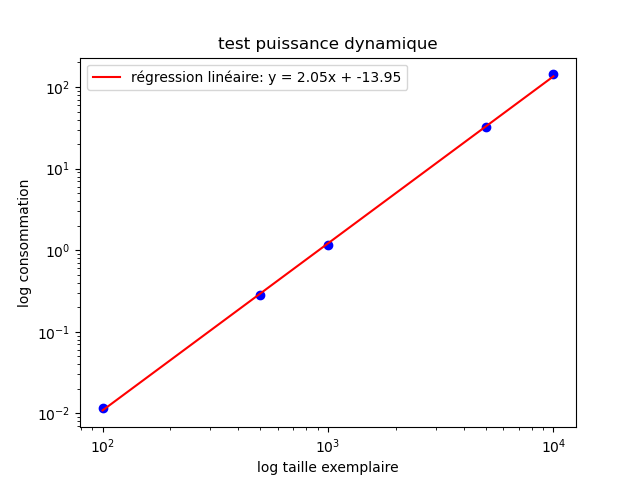 test puissance dynamique
régression linéaire: y = 2.05x + -13.95
log consommation
10²
10¹
10⁰
10⁻¹
10⁻²
10²
10³
10⁴
log taille exemplaire